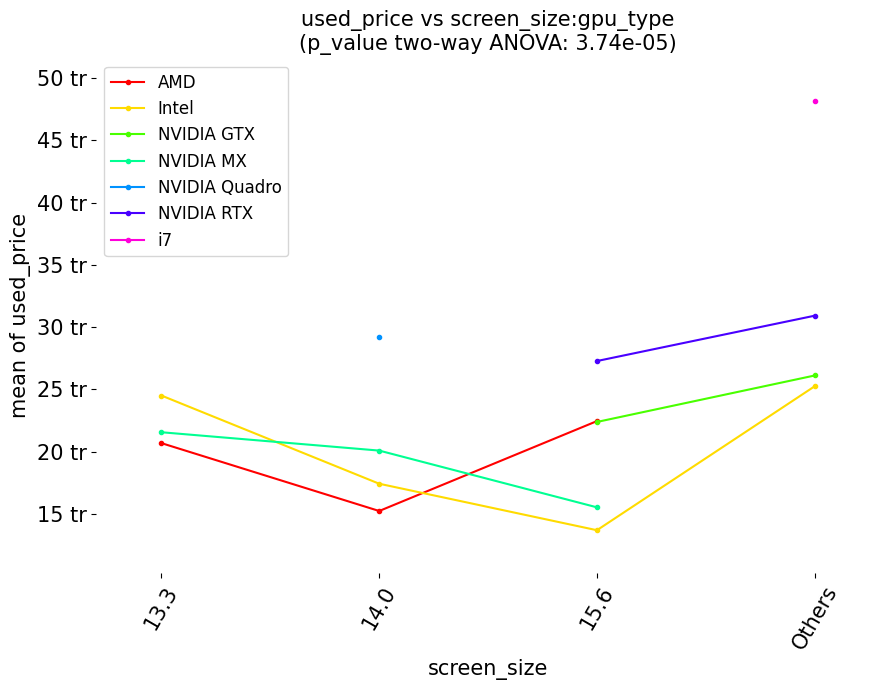 used_price vs screen_size:gpu_type
(p_value two-way ANOVA: 3.74e-05)
AMD
Intel
NVIDIA GTX
NVIDIA MX
NVIDIA Quadro
NVIDIA RTX
i7
50 tr
45 tr
40 tr
35 tr
30 tr
25 tr
20 tr
15 tr
mean of used_price
13.3
14.0
15.6
Others
screen_size